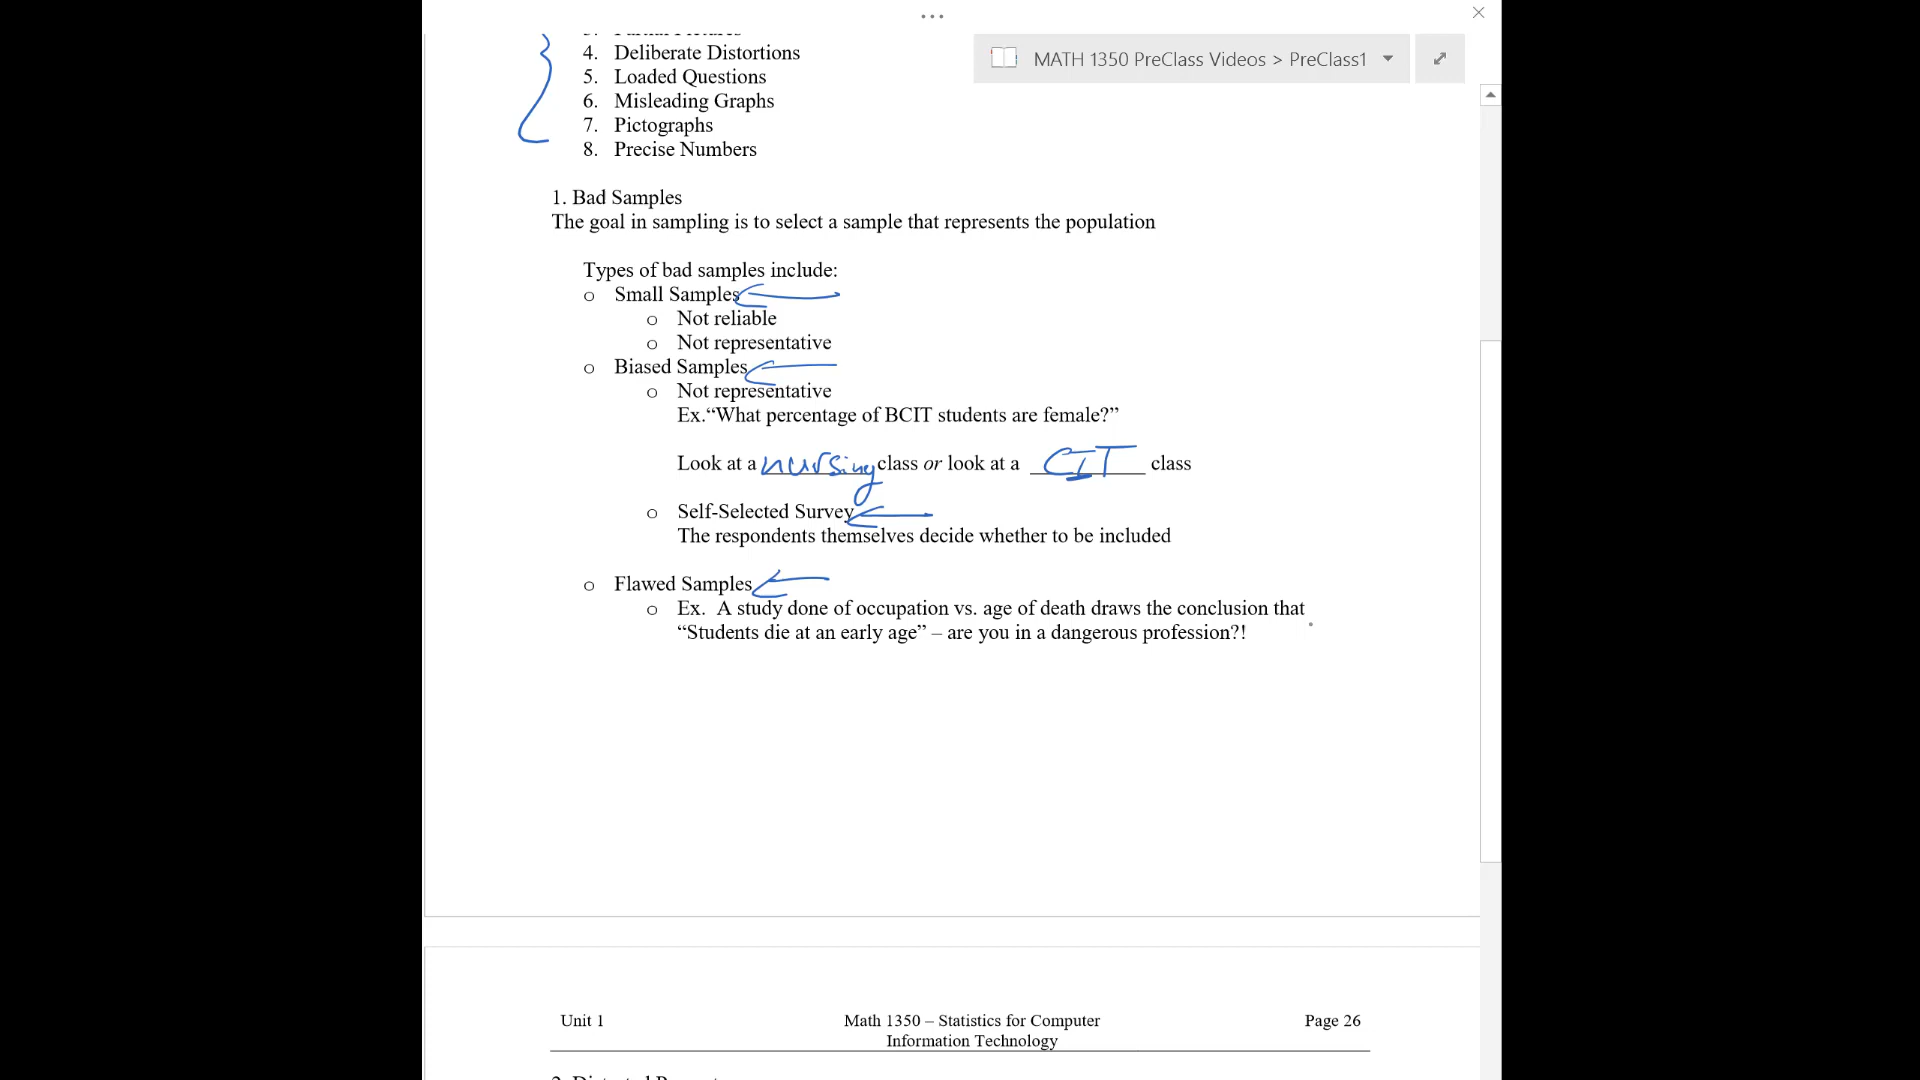 4. Deliberate Distortions
MATH 1350 PreClass Videos > PreClass1
5. Loaded Questions
6. Misleading Graphs
7. Pictographs
8. Precise Numbers
1. Bad Samples
The goal in sampling is to select a sample that represents the population
Types of bad samples include:
o Small Samples
o Not reliable
o Not representative
o Biased Samples
o Not representative
Ex.“What percentage of BCIT students are female?”
Look at a nursing class or look at a CIT class
o Self-Selected Survey
The respondents themselves decide whether to be included
o Flawed Samples
o Ex. A study done of occupation vs. age of death draws the conclusion that
“Students die at an early age” – are you in a dangerous profession?!
Unit 1
Math 1350 – Statistics for Computer
Information Technology
Page 26